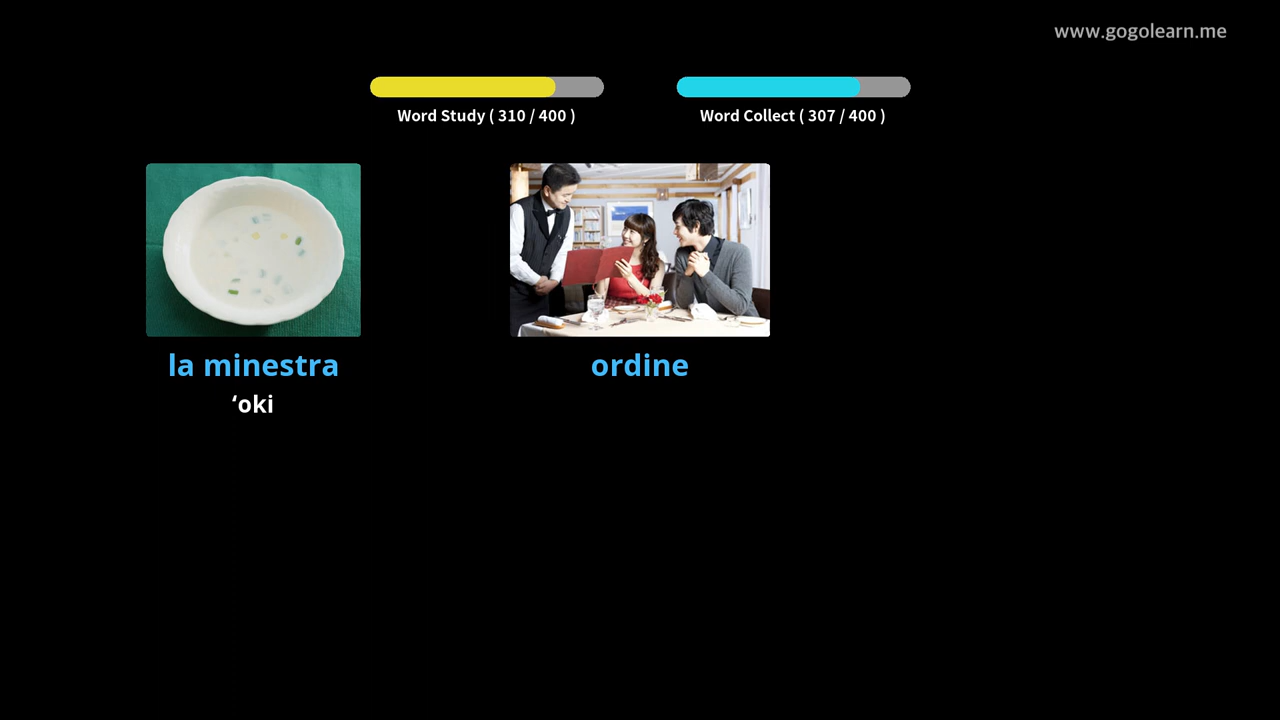 www.gogolearn.me
Word Study ( 310 / 400 )
Word Collect ( 307 / 400 )
la minestra
‘oki
ordine